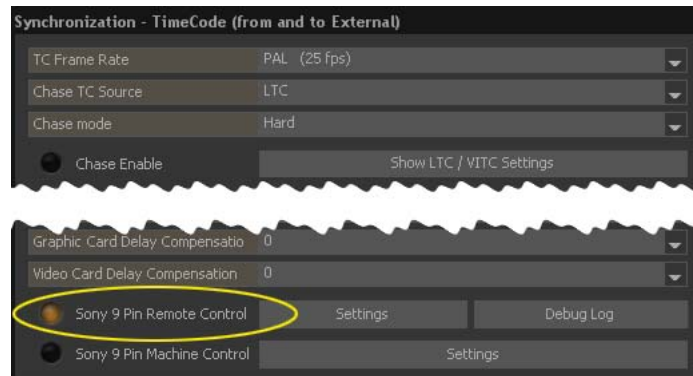 Synchronization - TimeCode (from and to External)
TC Frame Rate PAL (25 fps)
Chase TC Source LTC
Chase mode Hard
Chase Enable Show LTC / VITC Settings
Graphic Card Delay Compensatio 0
Video Card Delay Compensation 0
Sony 9 Pin Remote Control Settings Debug Log
Sony 9 Pin Machine Control Settings